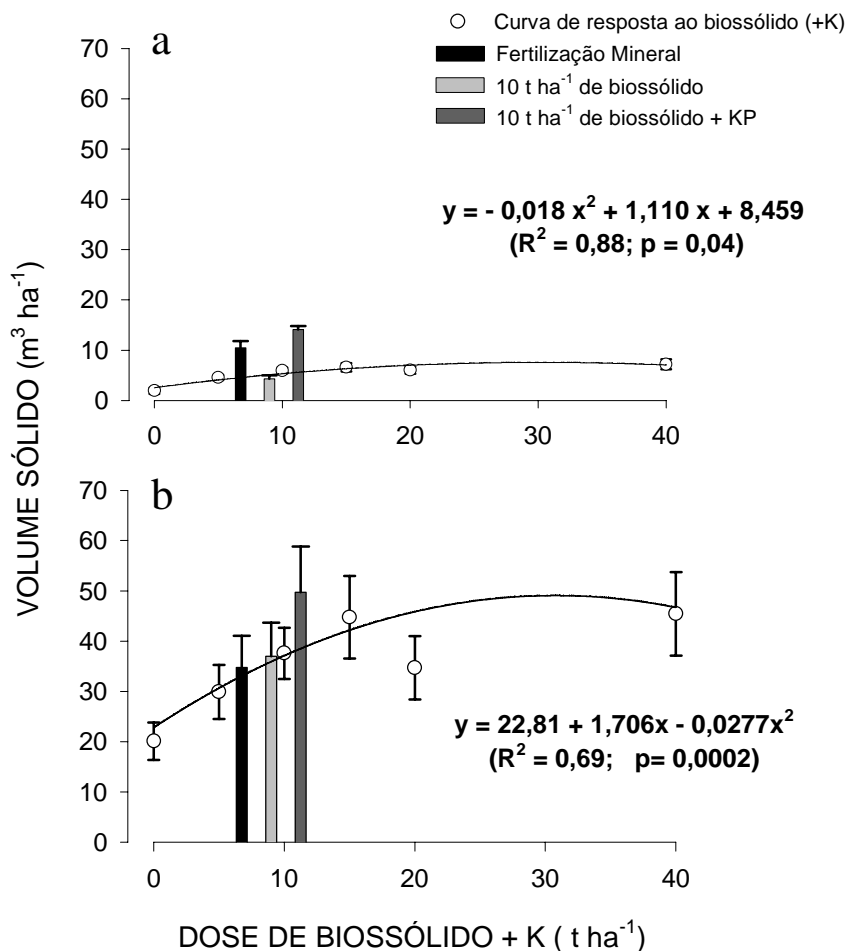 a
Curva de resposta ao biossólido (+K)
Fertilização Mineral
10 t ha⁻¹ de biossólido
10 t ha⁻¹ de biossólido + KP
70
60
50
40
30
20
10
0
y = - 0,018 x² + 1,110 x + 8,459
(R² = 0,88; p = 0,04)
0 10 20 30 40
VOLUME SÓLIDO (m³ ha⁻¹)
b
70
60
50
40
30
20
10
0
y = 22,81 + 1,706x - 0,0277x²
(R² = 0,69; p= 0,0002)
0 10 20 30 40
DOSE DE BIOSSÓLIDO + K ( t ha⁻¹)